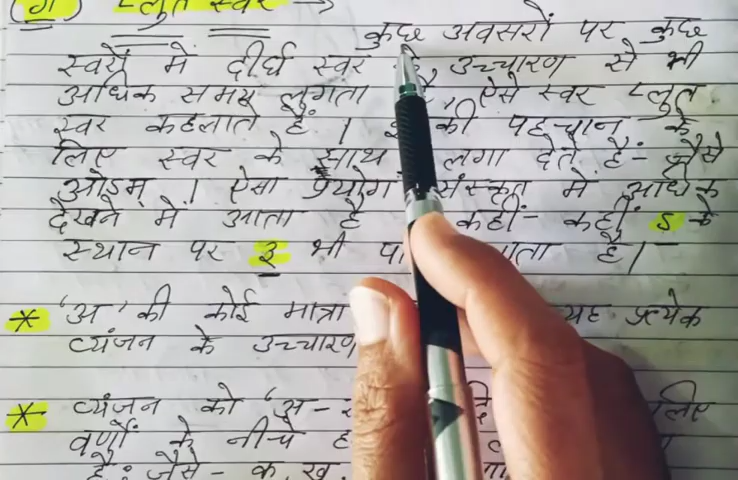 (ग) प्लुत स्वर →
कुछ अवसरों पर कुछ
स्वरों में दीर्घ स्वर के उच्चारण से भी
अधिक समय लगता है, ऐसे स्वर प्लुत
स्वर कहलाते हैं। की पहचान के
लिए स्वर के साथ लगा देते हैं- जैसे
ओडम् । ऐसा प्रयोग संस्कृत में अधिक
देखने में आता है कहीं- कहीं ऽ के
स्थान पर ३ भी जाता है।
* 'अ' की कोई मात्रा यह प्रत्येक
व्यंजन के उच्चारण
* व्यंजन को 'अ- लिए
वर्णों के नीचे
है: जैसे- क, ख,